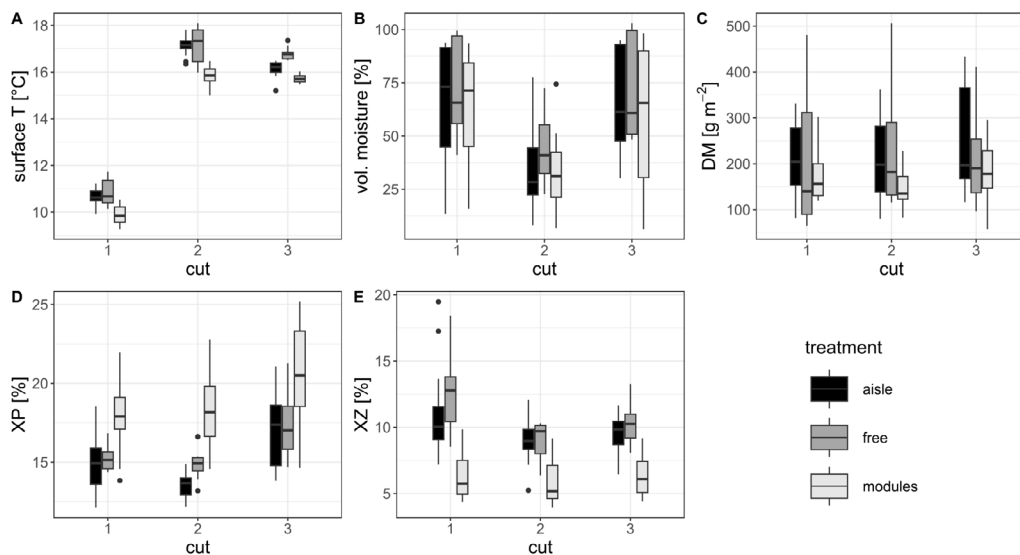 A
surface T [°C]
18
16
14
12
10
1 2 3
cut
B
vol. moisture [%]
100
75
50
25
1 2 3
cut
C
DM [g m⁻²]
500
400
300
200
100
1 2 3
cut
D
XP [%]
25
20
15
1 2 3
cut
E
XZ [%]
20
15
10
5
1 2 3
cut
treatment
aisle
free
modules